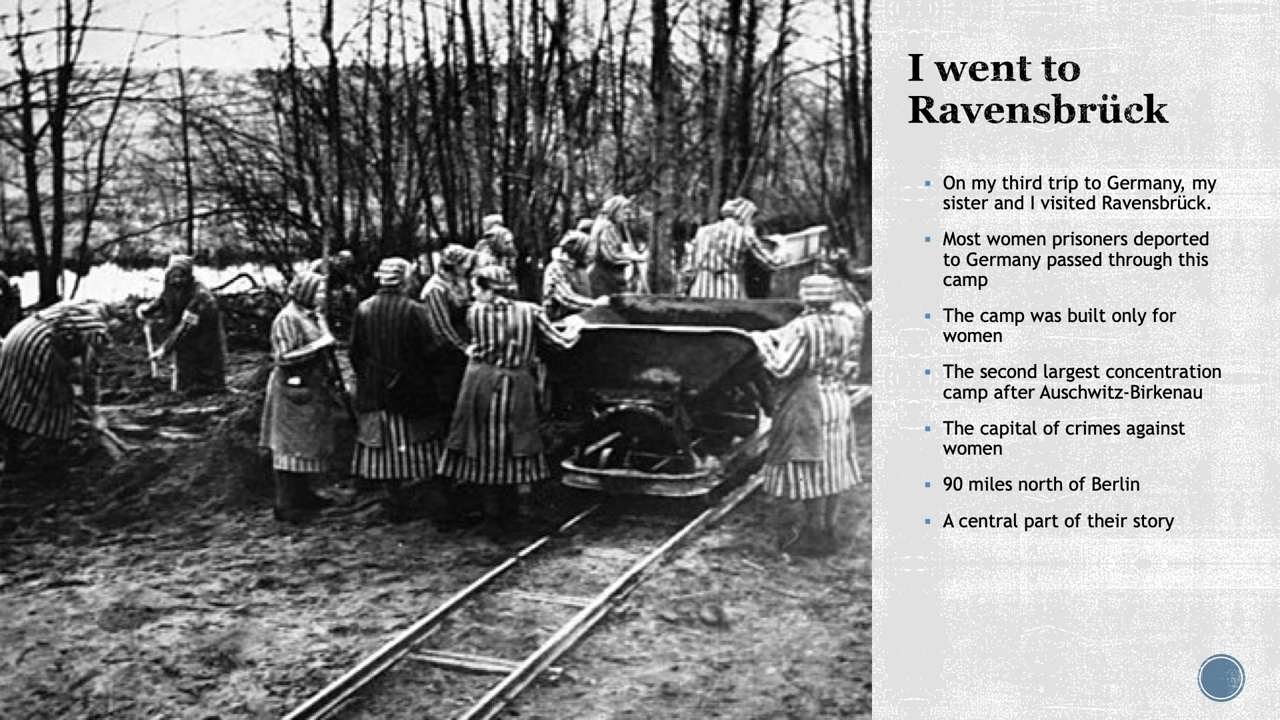 I went to
Ravensbrück
On my third trip to Germany, my
sister and I visited Ravensbrück.
Most women prisoners deported
to Germany passed through this
camp
The camp was built only for
women
The second largest concentration
camp after Auschwitz-Birkenau
The capital of crimes against
women
90 miles north of Berlin
A central part of their story